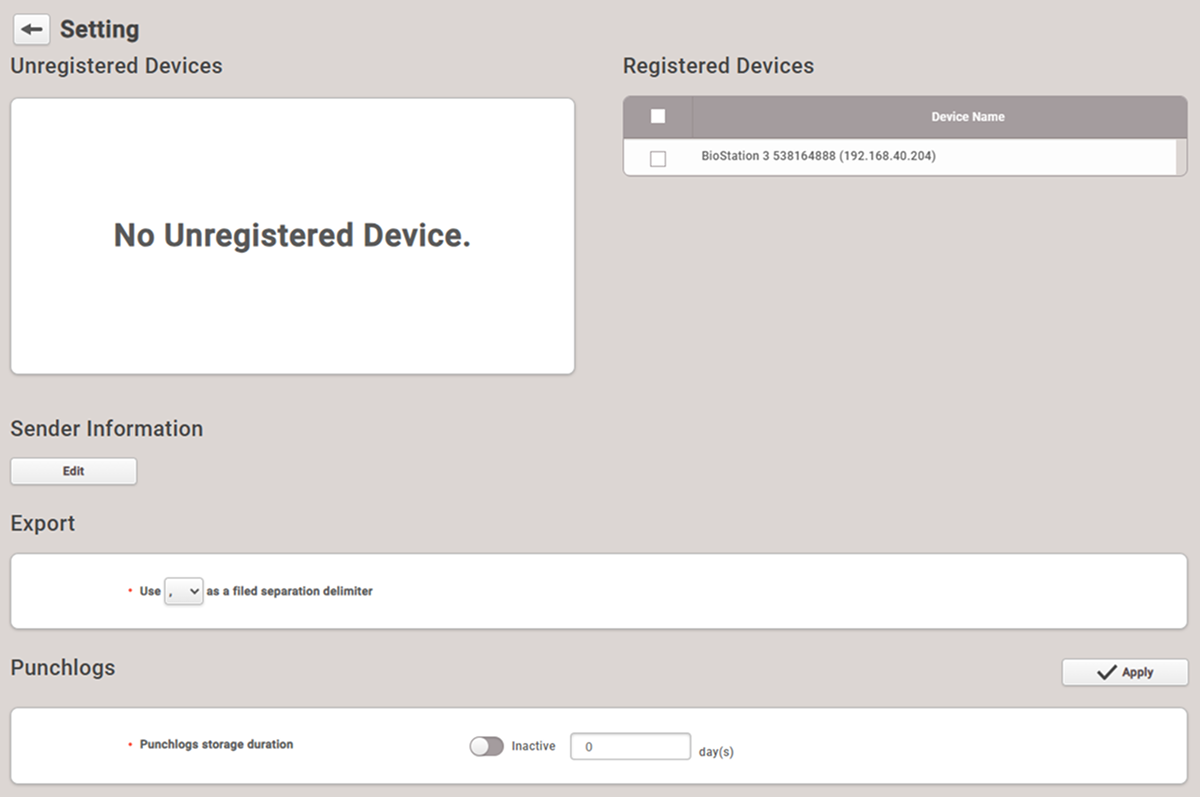 Setting
Unregistered Devices
No Unregistered Device.
Registered Devices
Device Name
BioStation 3 538164888 (192.168.40.204)
Sender Information
Edit
Export
• Use , as a filed separation delimiter
Punchlogs
Apply
• Punchlogs storage duration Inactive 0 day(s)